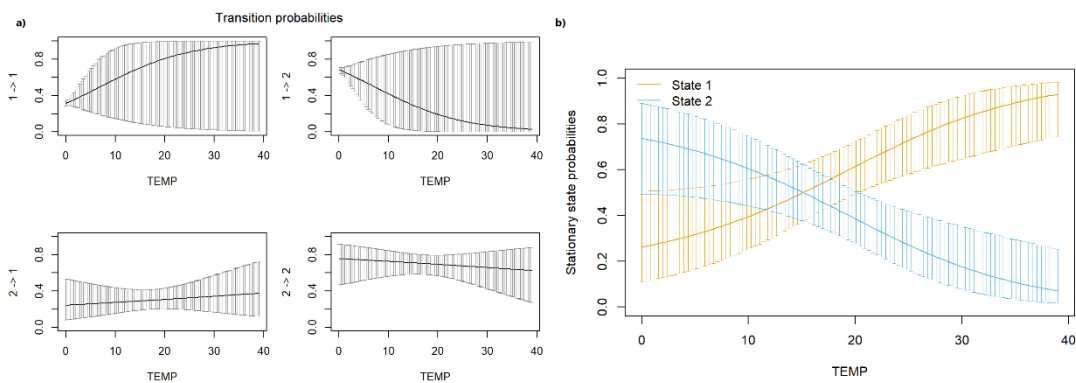 a)
Transition probabilities
1 -> 1
0.0 0.4 0.8
0 10 20 30 40
TEMP
1 -> 2
0.0 0.4 0.8
0 10 20 30 40
TEMP
2 -> 1
0.0 0.4 0.8
0 10 20 30 40
TEMP
2 -> 2
0.0 0.4 0.8
0 10 20 30 40
TEMP
b)
State 1
State 2
Stationary state probabilities
0.0 0.2 0.4 0.6 0.8 1.0
0 10 20 30 40
TEMP